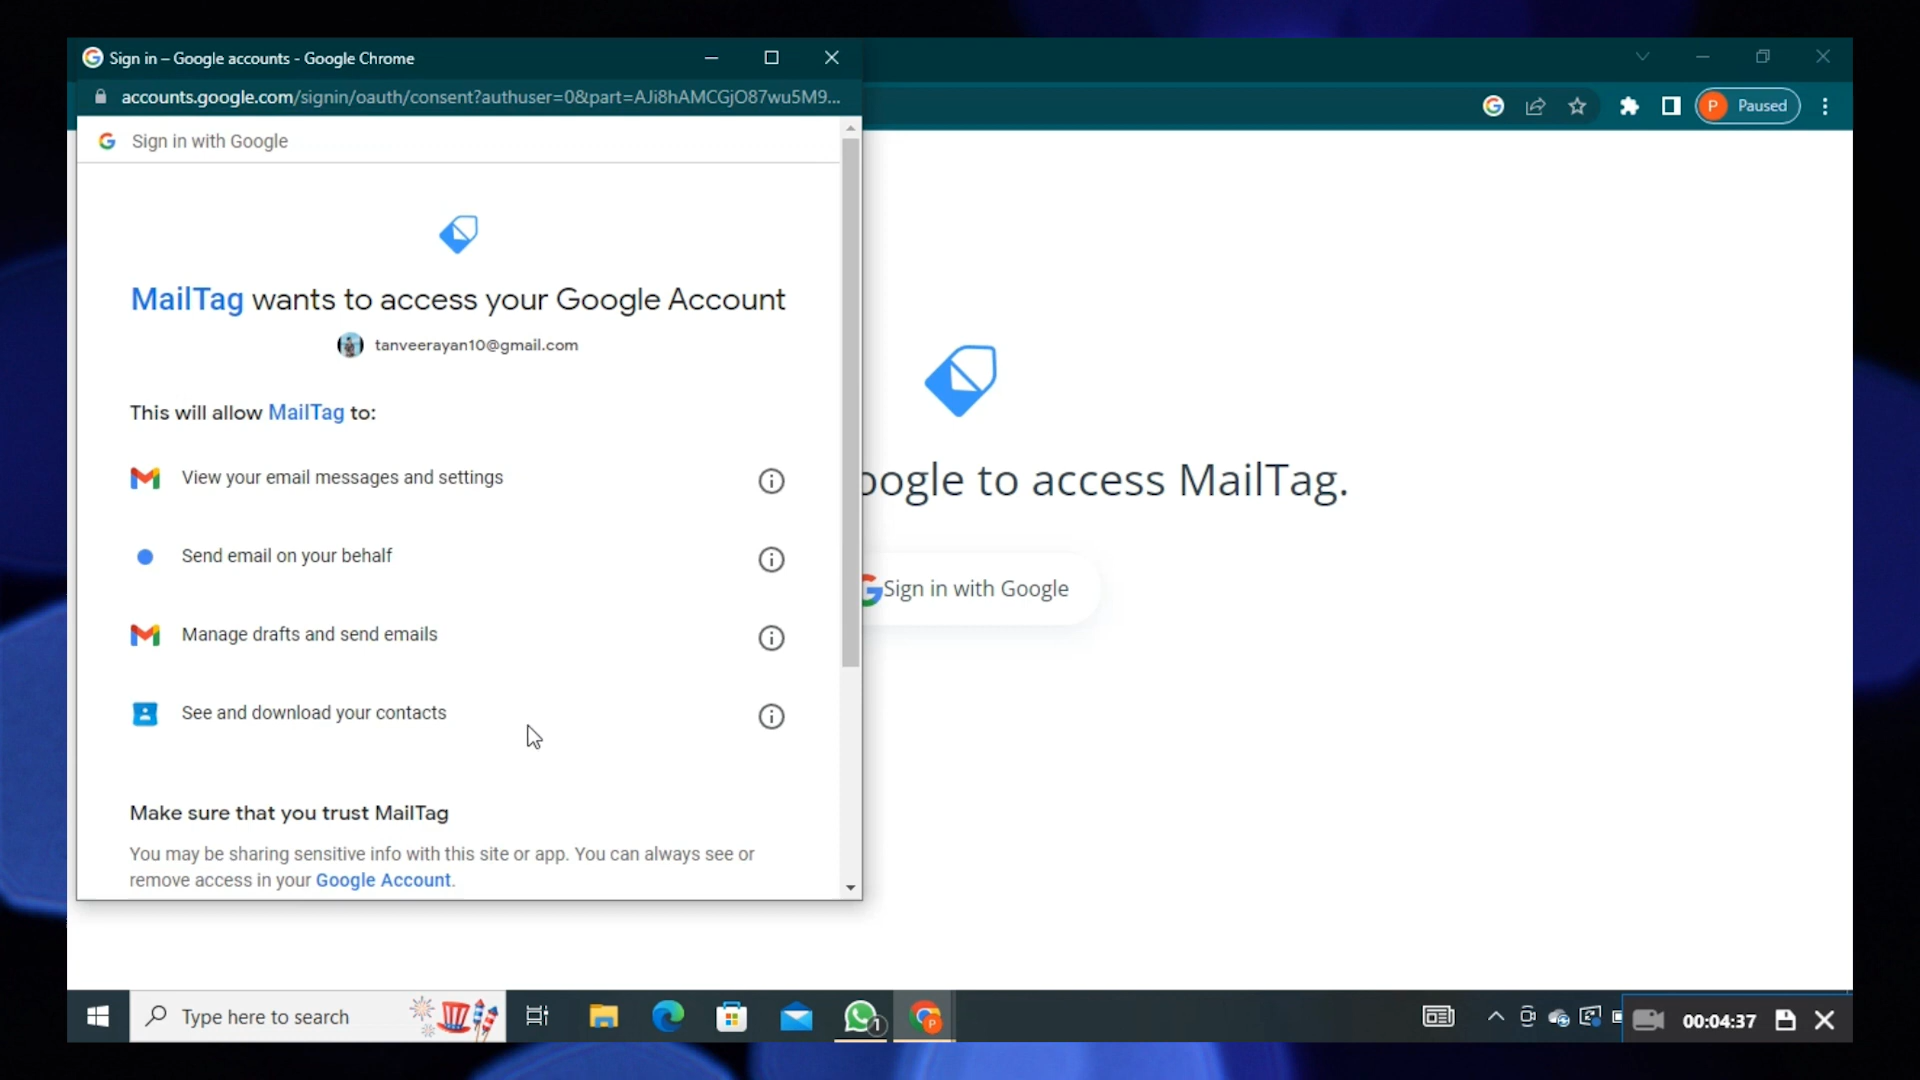 Sign in – Google accounts - Google Chrome
accounts.google.com/signin/oauth/consent?authuser=0&part=AJi8hAMCGjO87wu5M9...
P Paused
Sign in with Google
MailTag wants to access your Google Account
tanveerayan10@gmail.com
This will allow MailTag to:
View your email messages and settings
Send email on your behalf
Manage drafts and send emails
See and download your contacts
Make sure that you trust MailTag
You may be sharing sensitive info with this site or app. You can always see or
remove access in your Google Account.
oogle to access MailTag.
Sign in with Google
Type here to search
1
P
00:04:37